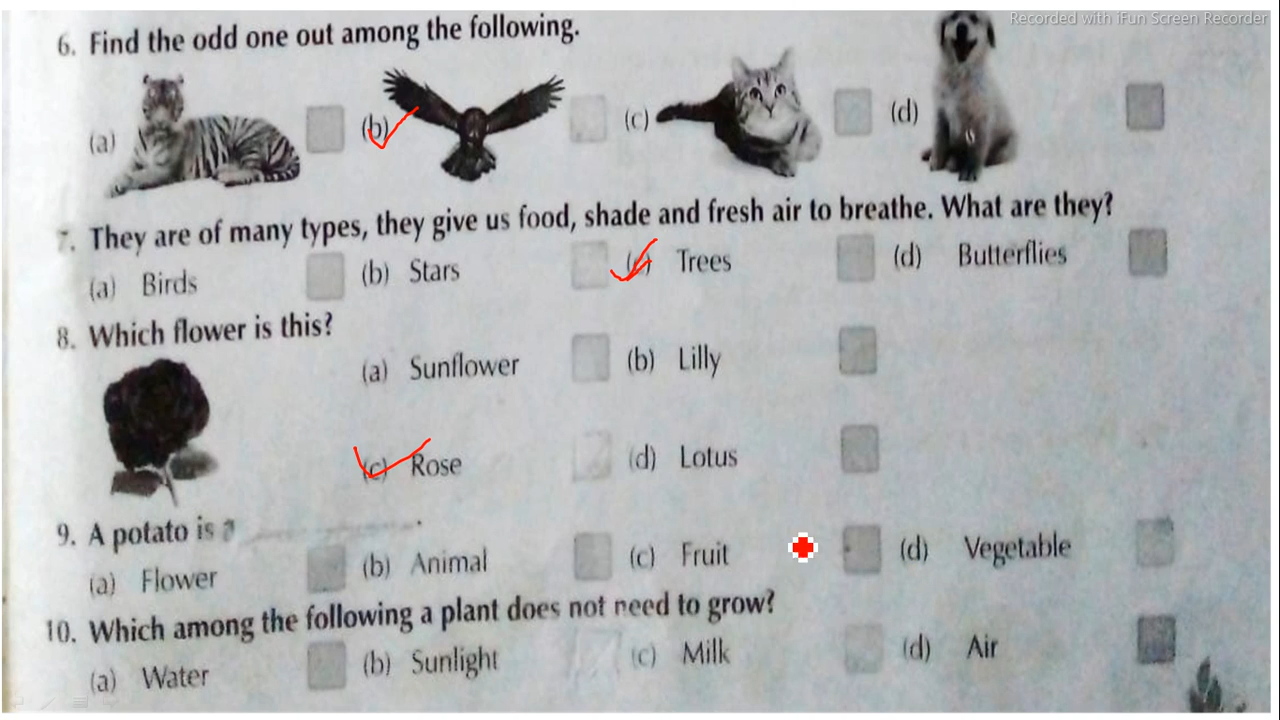 Recorded with iFun Screen Recorder
6. Find the odd one out among the following.
(a) (b) (c) (d)
7. They are of many types, they give us food, shade and fresh air to breathe. What are they?
(a) Birds (b) Stars (c) Trees (d) Butterflies
8. Which flower is this?
(a) Sunflower (b) Lilly
(c) Rose (d) Lotus
9. A potato is a .
(a) Flower (b) Animal (c) Fruit (d) Vegetable
10. Which among the following a plant does not need to grow?
(a) Water (b) Sunlight (c) Milk (d) Air